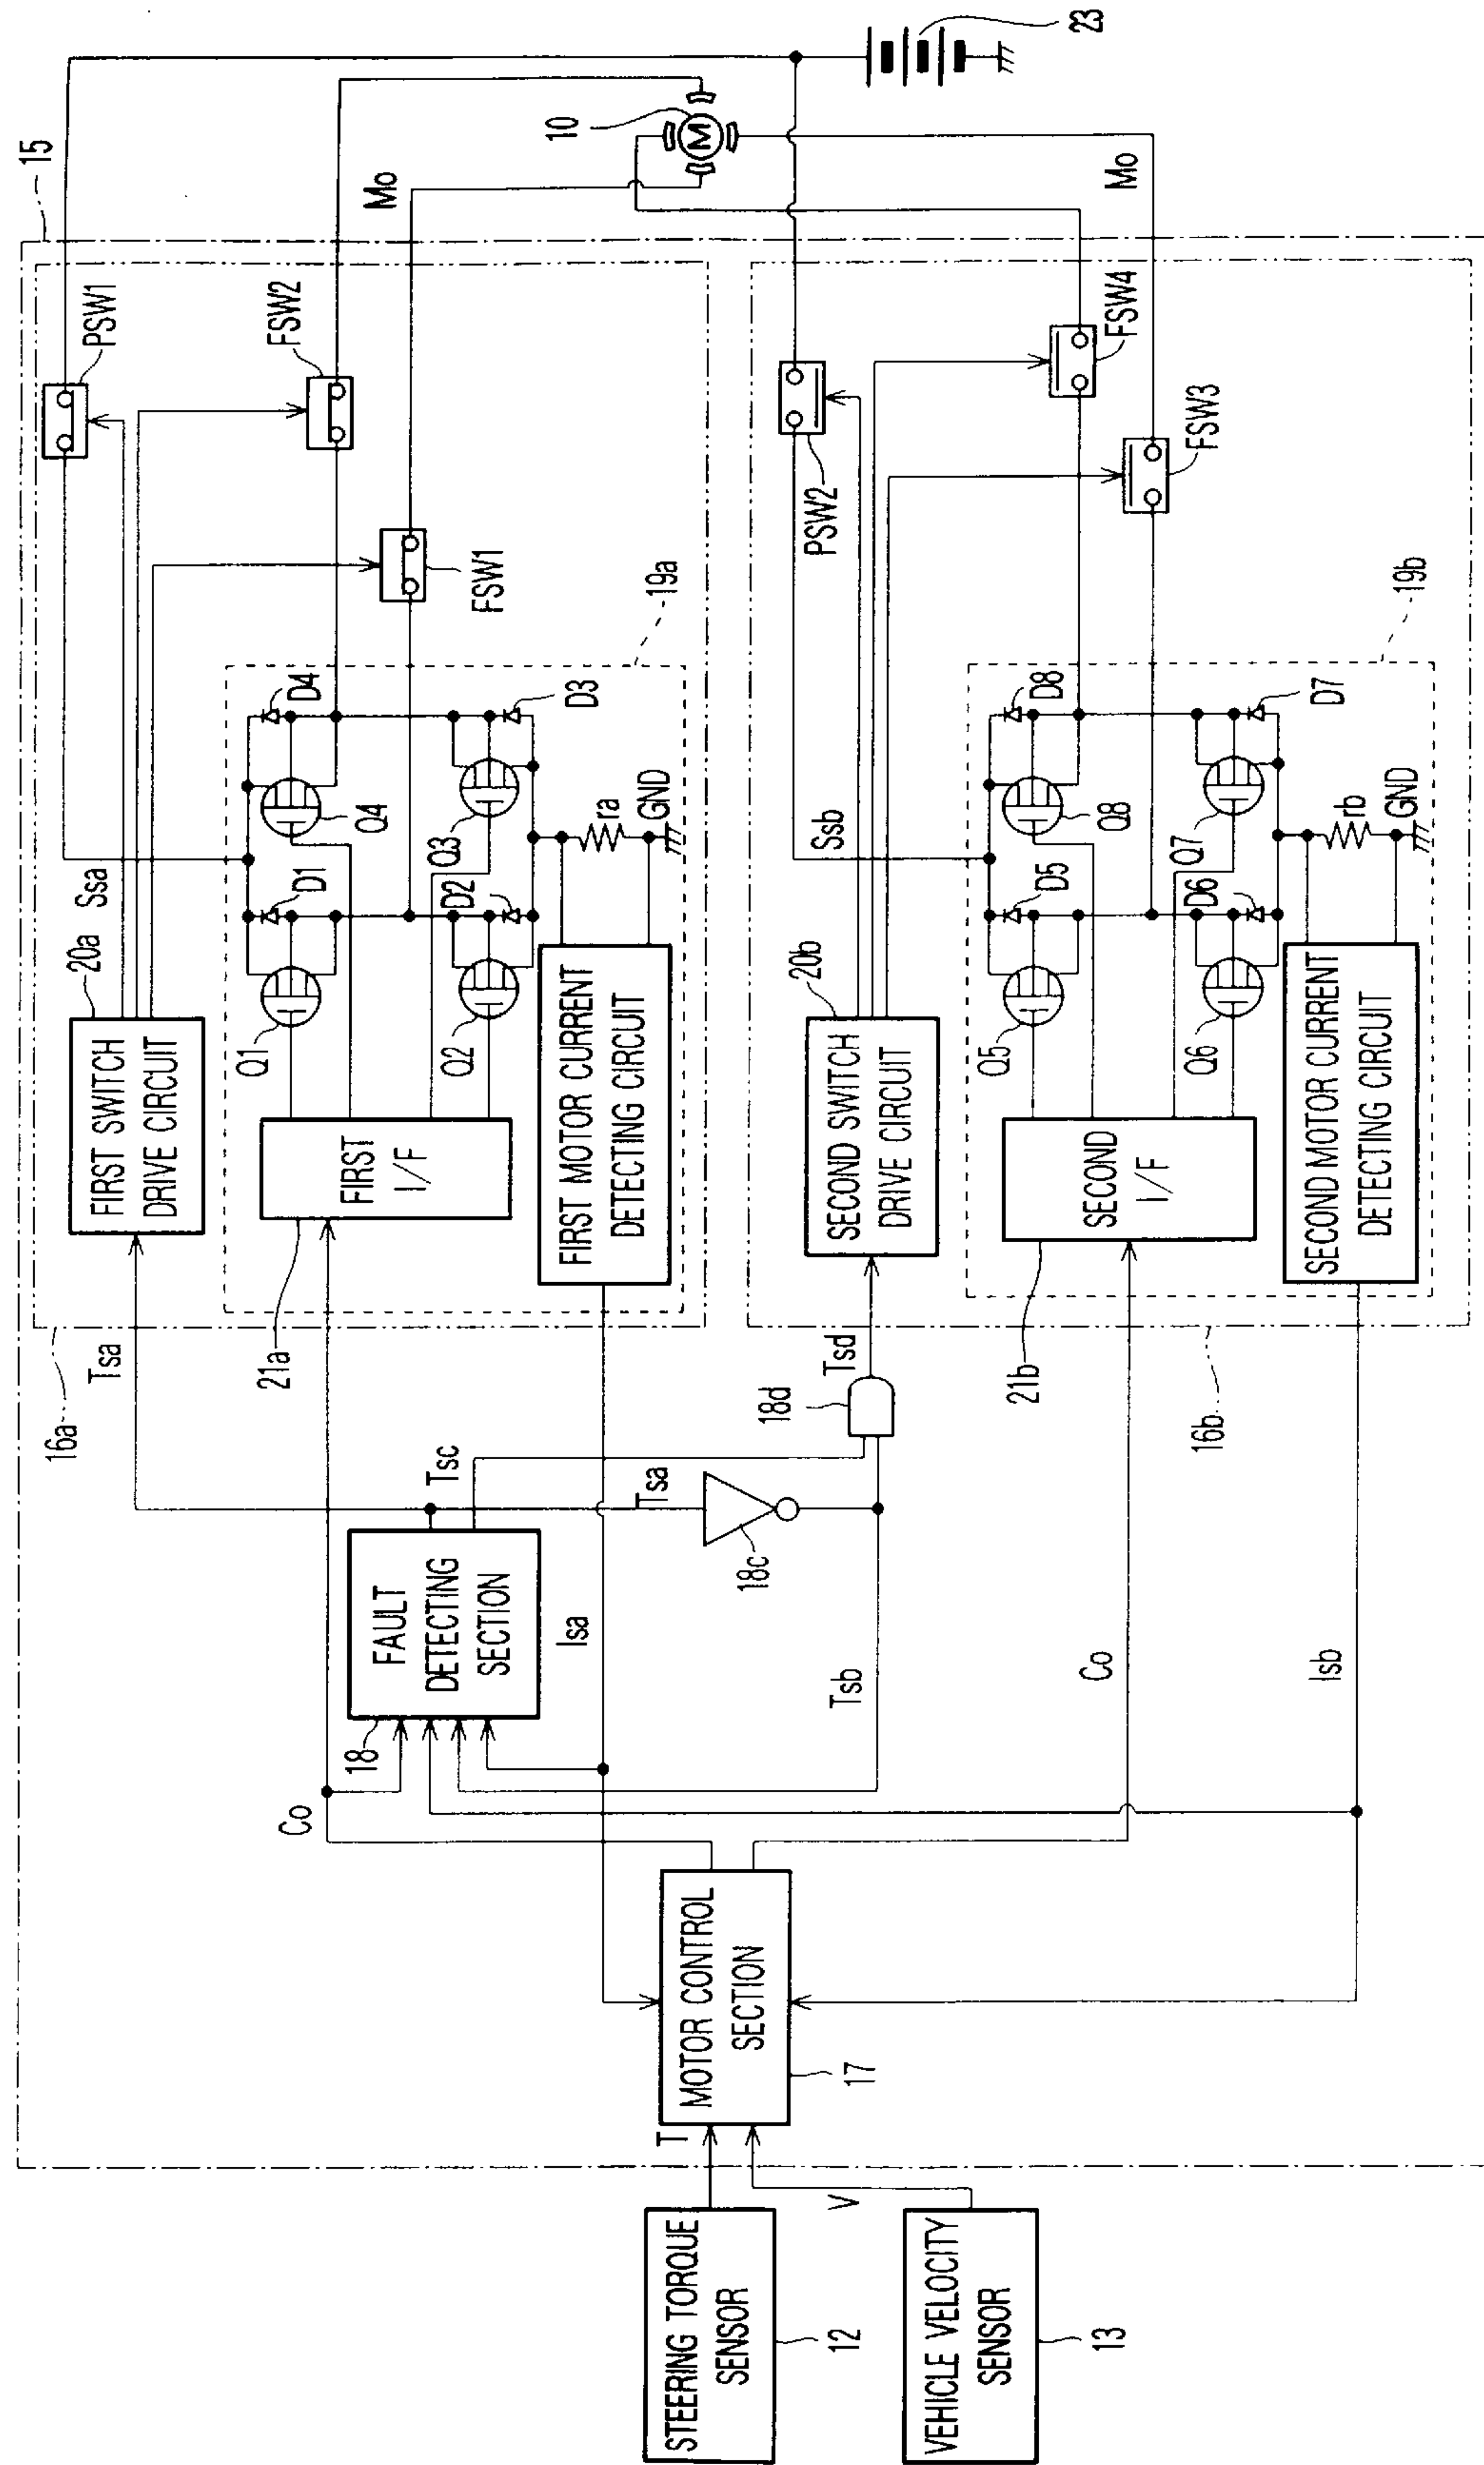 15
16a
Tsa
20a
FIRST SWITCH
DRIVE CIRCUIT
Ssa
PSW1
FSW2
FSW1
Mo
10
M
23
19a
21a
FIRST
I/F
Q1
D1
Q4
D4
Q2
D2
Q3
D3
ra
GND
FIRST MOTOR CURRENT
DETECTING CIRCUIT
Co
18
FAULT
DETECTING
SECTION
Tsc
Tsa
Isa
18c
18d
Tsd
Tsb
STEERING TORQUE
SENSOR
12
T
VEHICLE VELOCITY
SENSOR
13
V
MOTOR CONTROL
SECTION
17
Co
Isb
16b
20b
SECOND SWITCH
DRIVE CIRCUIT
Ssb
PSW2
FSW4
FSW3
Mo
19b
21b
SECOND
I/F
Q5
D5
Q8
D8
Q6
D6
Q7
D7
rb
GND
SECOND MOTOR CURRENT
DETECTING CIRCUIT